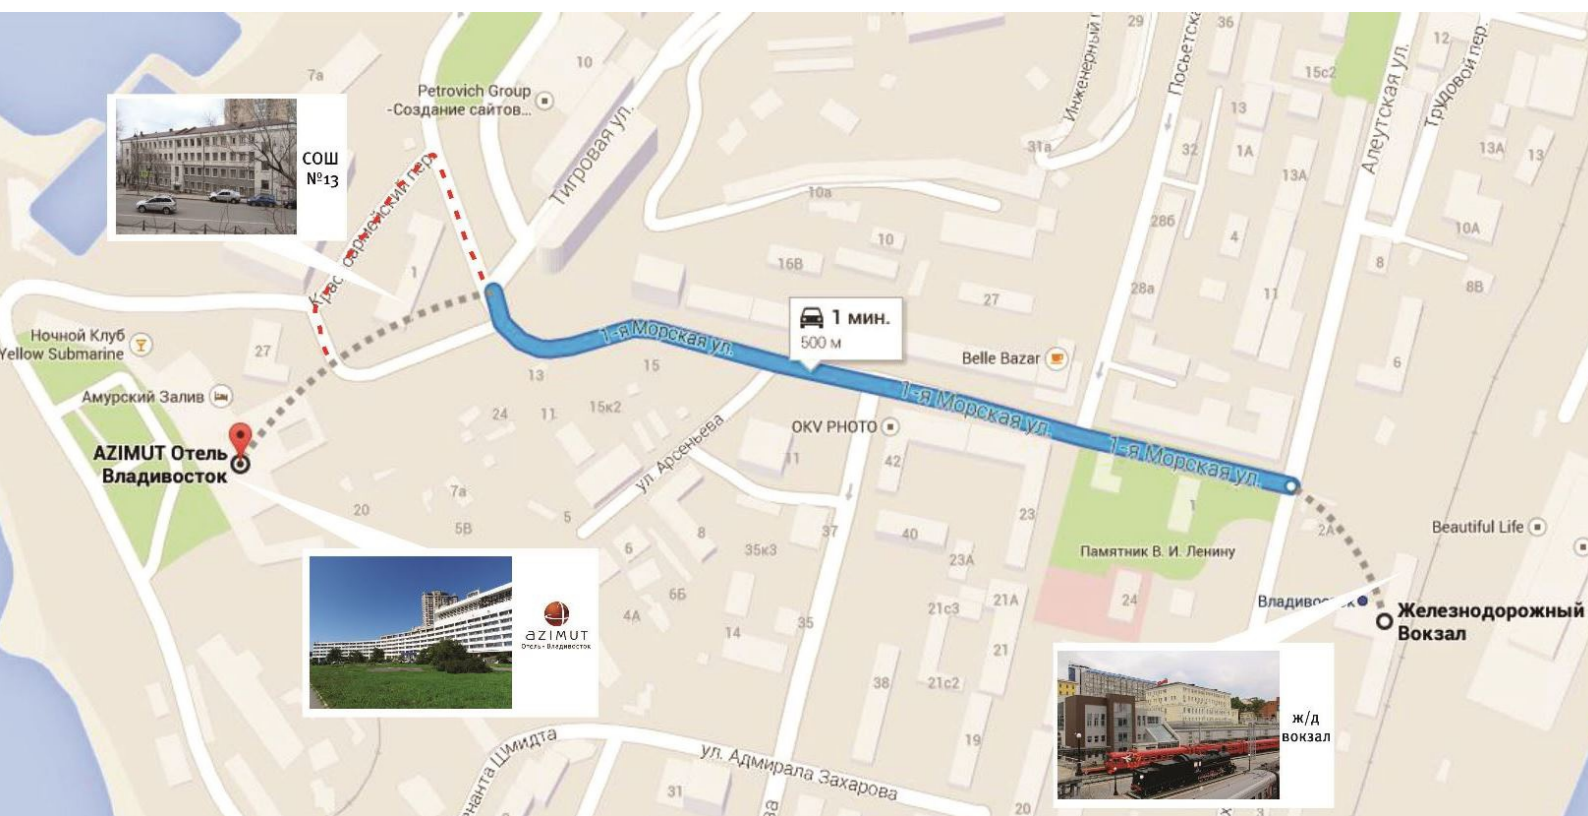 29
36
12
10
7а
15с2
Petrovich Group
-Создание сайтов...
Инженерный п
Посьетска
Алеутская ул.
Трудовой пер.
13
СОШ
№13
Тигровая ул.
31а
32
1А
13А
13А
13
Красноармейский пер.
10а
28б
4
10А
10
1
16В
8
28а
11
8В
27
1 мин.
500 м
Ночной Клуб
Yellow Submarine
27
1-я Морская ул.
15
13
Belle Bazar
6
Амурский Залив
24
11
15к2
1-я Морская ул.
OKV PHOTO
AZIMUT Отель
Владивосток
ул. Арсеньева
11
42
1-я Морская ул.
7а
20
5В
5
1
23
2А
Beautiful Life
8
37
40
6
35к3
23А
Памятник В. И. Ленину
6Б
4А
21с3
21А
24
Владивосток
Железнодорожный
Вокзал
azimut
Отель - Владивосток
14
35
21
38
21с2
ж/д
вокзал
19
нанта Шмидта
ул. Адмирала Захарова
31
20
ва